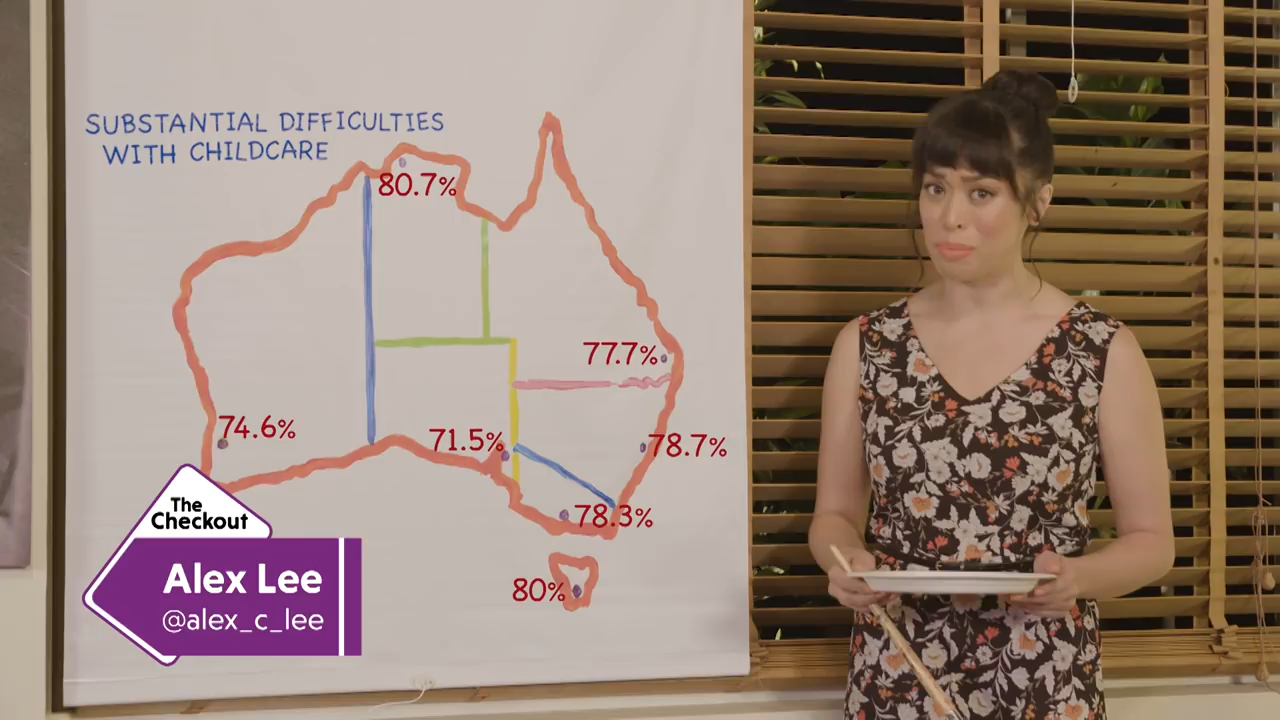 SUBSTANTIAL DIFFICULTIES
WITH CHILDCARE
80.7%
77.7%
74.6%
71.5%
78.7%
78.3%
80%
The
Checkout
Alex Lee
@alex_c_lee